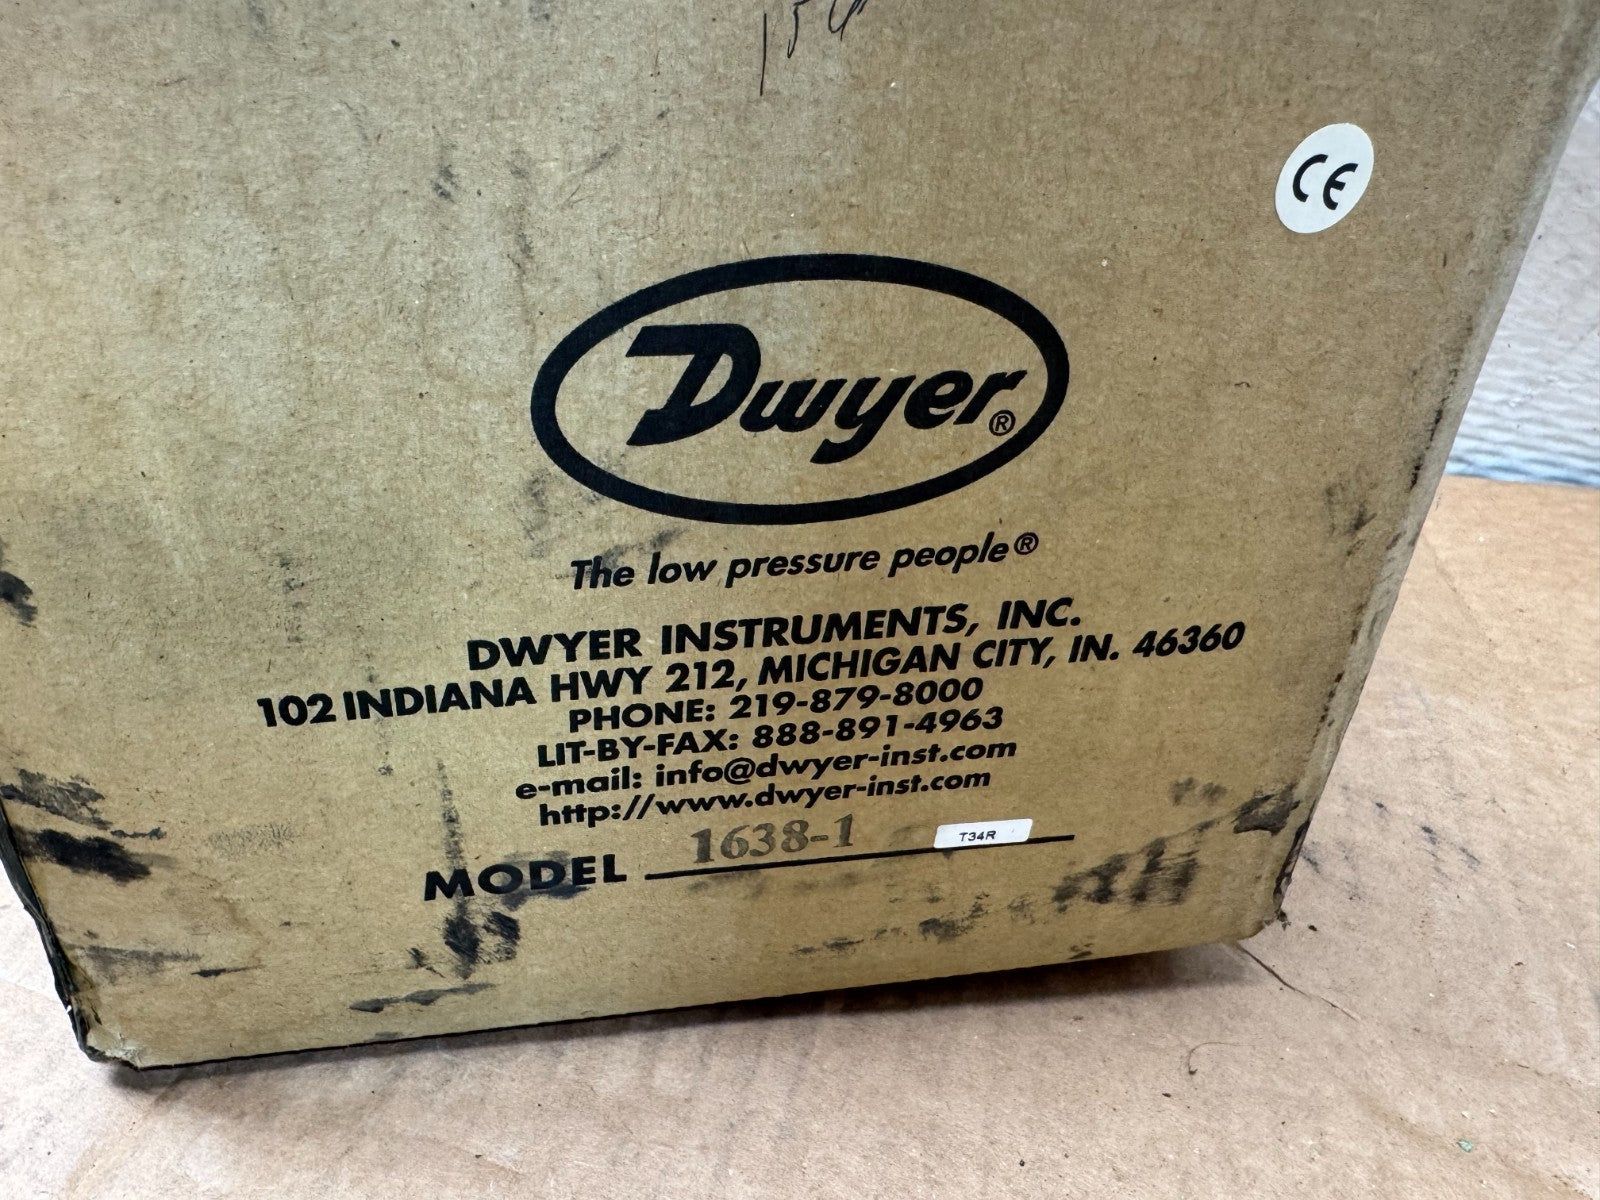 CE
Dwyer®
The low pressure people®
DWYER INSTRUMENTS, INC.
102 INDIANA HWY 212, MICHIGAN CITY, IN. 46360
PHONE: 219-879-8000
LIT-BY-FAX: 888-891-4963
e-mail: info@dwyer-inst.com
http://www.dwyer-inst.com
MODEL 1638-1 T34R